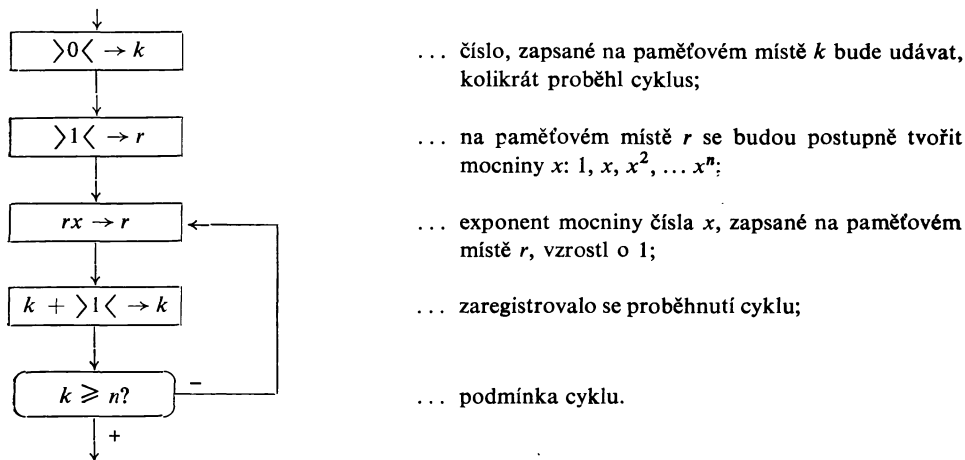 >0< → k
... číslo, zapsané na paměťovém místě k bude udávat,
kolikrát proběhl cyklus;
>1< → r
... na paměťovém místě r se budou postupně tvořit
mocniny x: 1, x, x², ... xⁿ;
rx → r
... exponent mocniny čísla x, zapsané na paměťovém
místě r, vzrostl o 1;
k + >1< → k
... zaregistrovalo se proběhnutí cyklu;
k ⩾ n?
−
... podmínka cyklu.
+